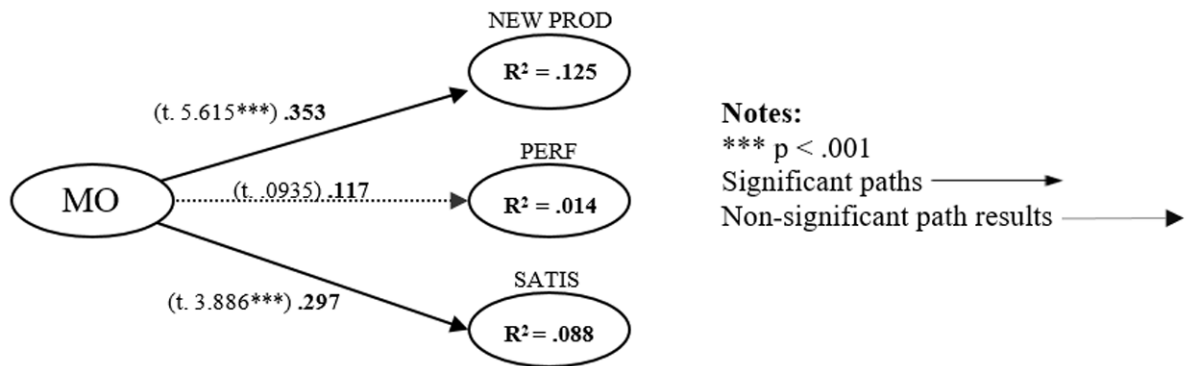 NEW PROD
R² = .125
(t. 5.615***) .353
PERF
MO
(t. .0935) .117
R² = .014
SATIS
(t. 3.886***) .297
R² = .088
Notes:
*** p < .001
Significant paths
Non-significant path results